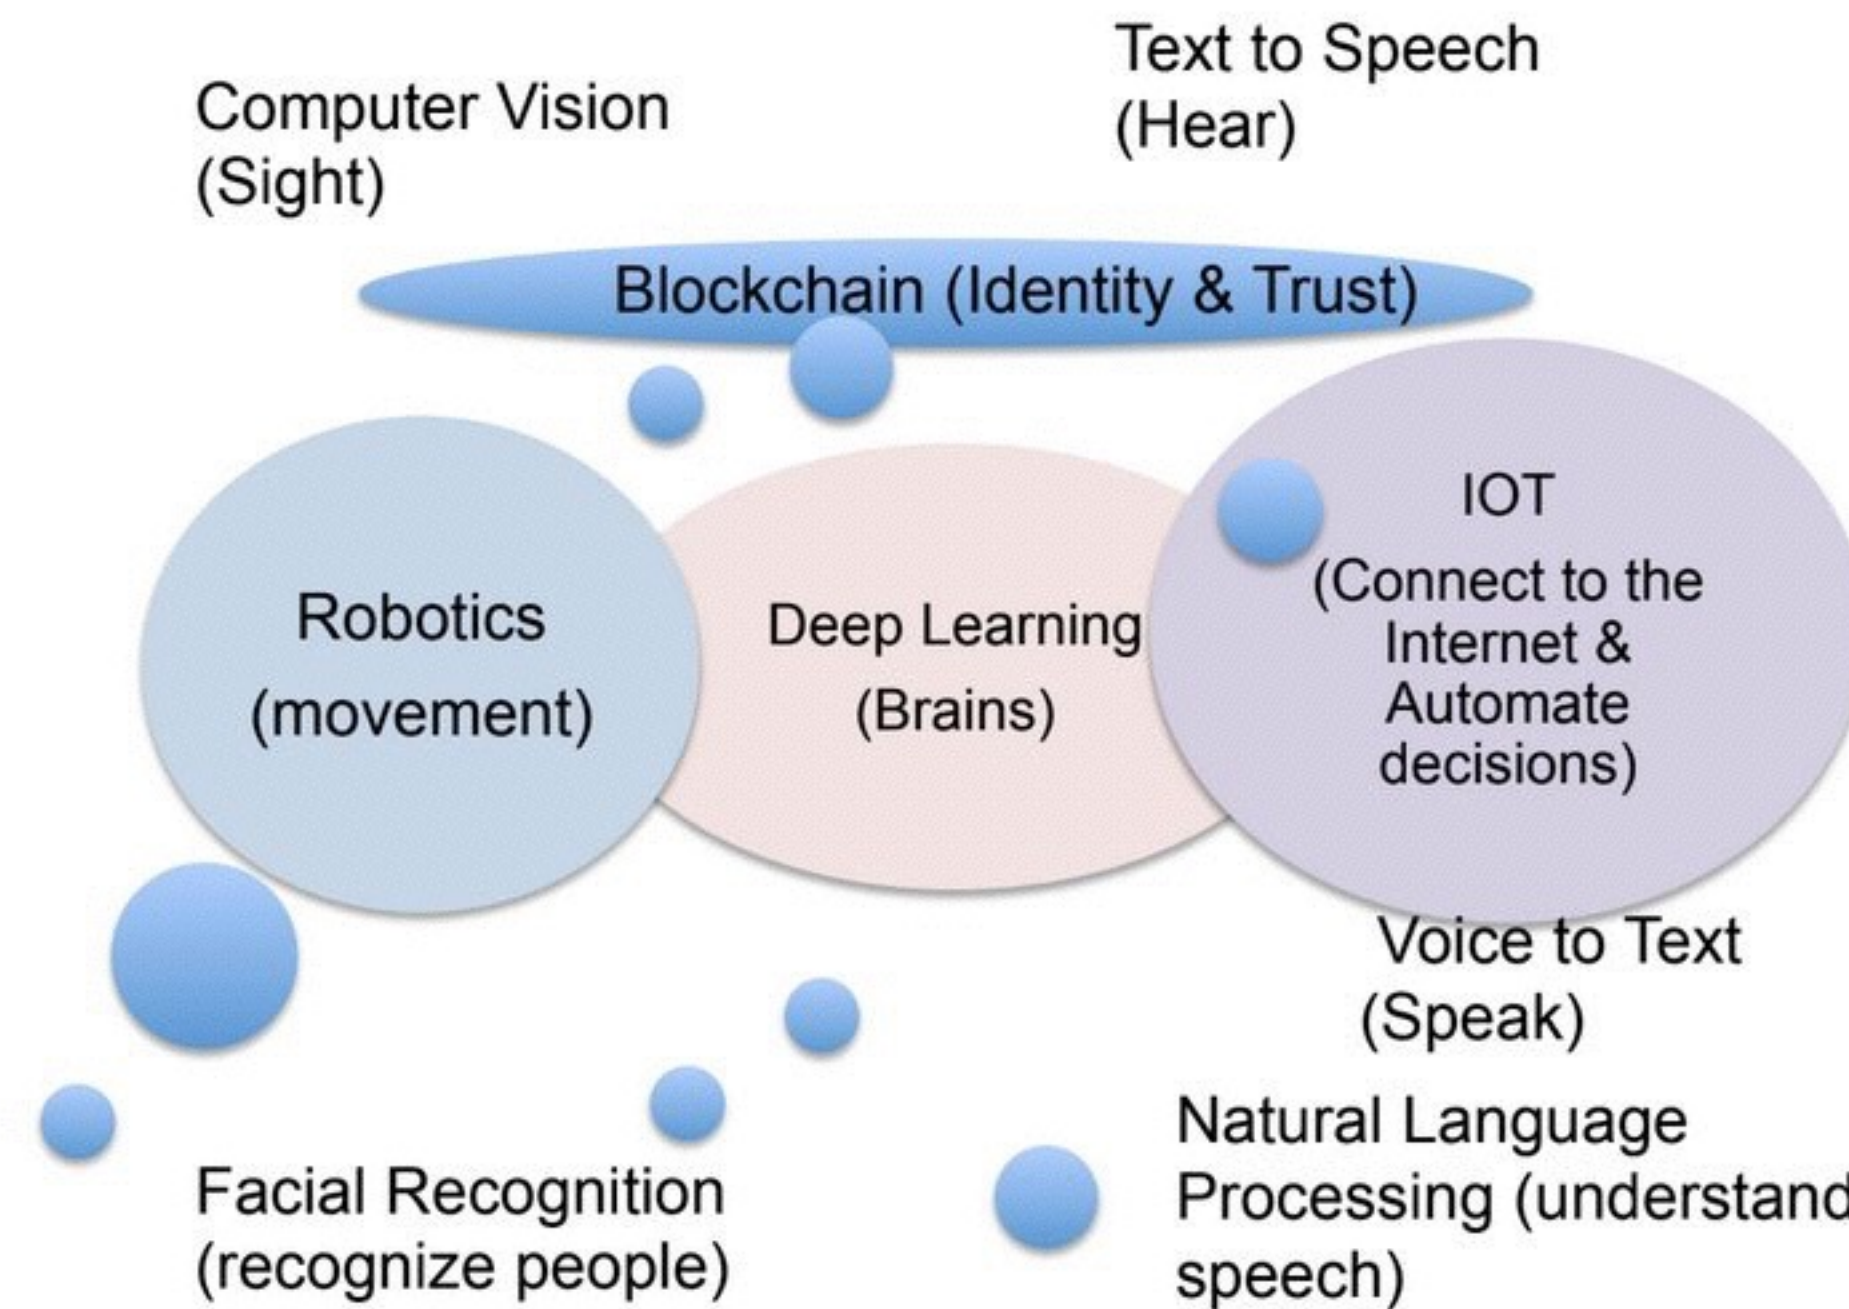 Computer Vision
(Sight)
Text to Speech
(Hear)
Blockchain (Identity & Trust)
Robotics
(movement)
Deep Learning
(Brains)
IOT
(Connect to the
Internet &
Automate
decisions)
Voice to Text
(Speak)
Facial Recognition
(recognize people)
Natural Language
Processing (understand
speech)